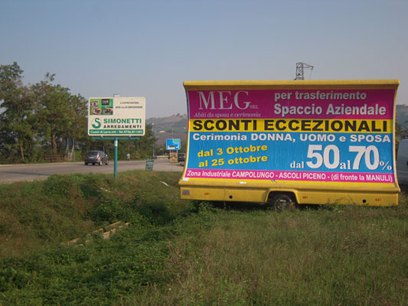 SIMONETTI
ARREDAMENTI
MEG SRL
Abiti da sposa e cerimonia
per trasferimento
Spaccio Aziendale
SCONTI ECCEZIONALI
Cerimonia DONNA, UOMO e SPOSA
dal 3 Ottobre
al 25 ottobre
dal 50 al 70%
Zona Industriale CAMPOLUNGO - ASCOLI PICENO - (di fronte la MANULI)